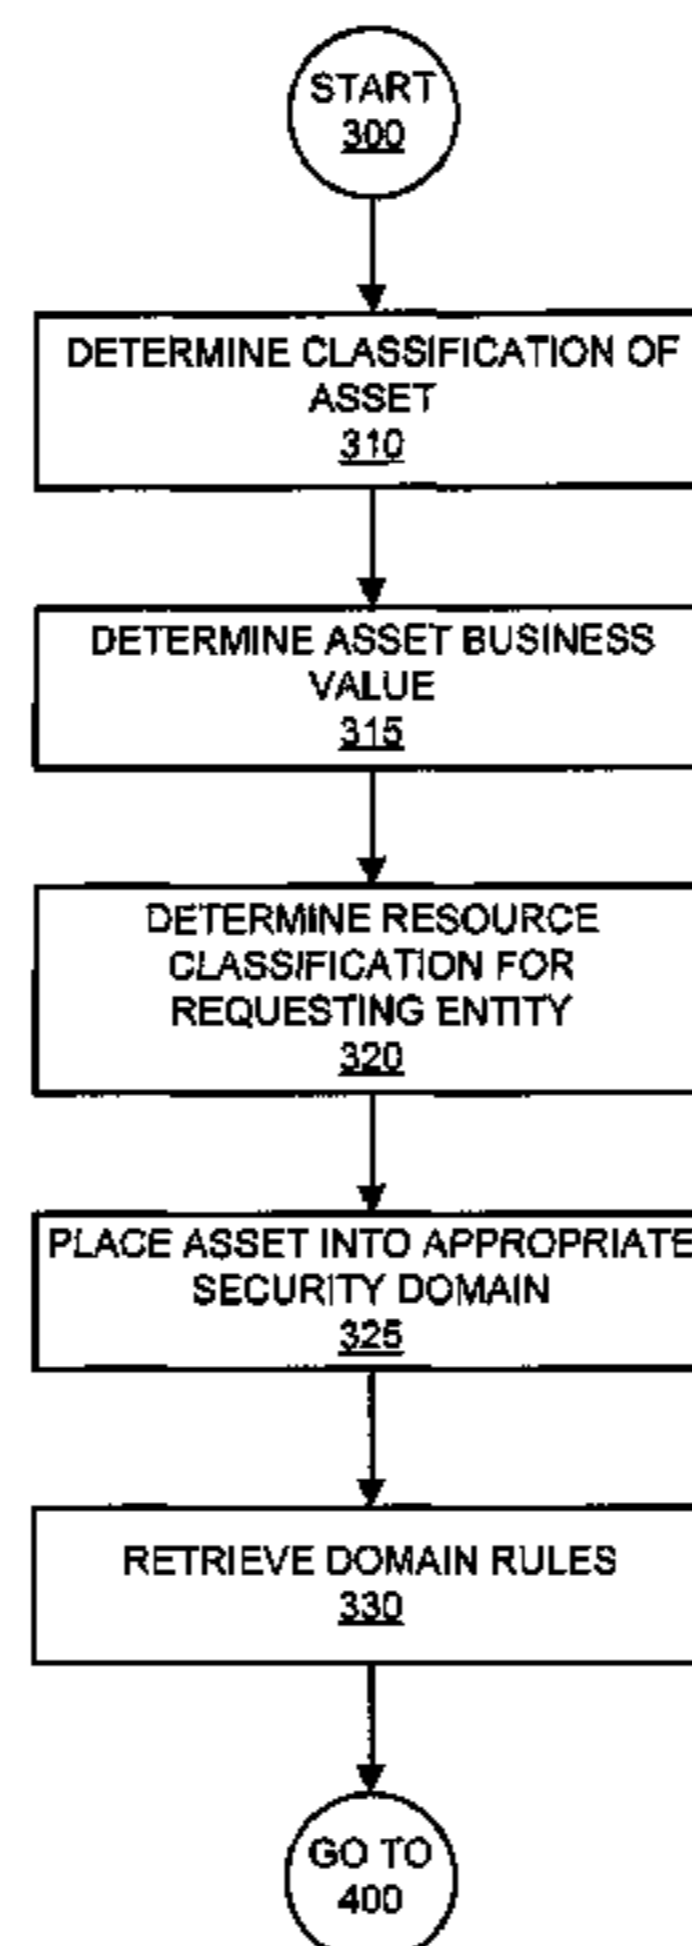 START
300
DETERMINE CLASSIFICATION OF
ASSET
310
DETERMINE ASSET BUSINESS
VALUE
315
DETERMINE RESOURCE
CLASSIFICATION FOR
REQUESTING ENTITY
320
PLACE ASSET INTO APPROPRIATE
SECURITY DOMAIN
325
RETRIEVE DOMAIN RULES
330
GO TO
400